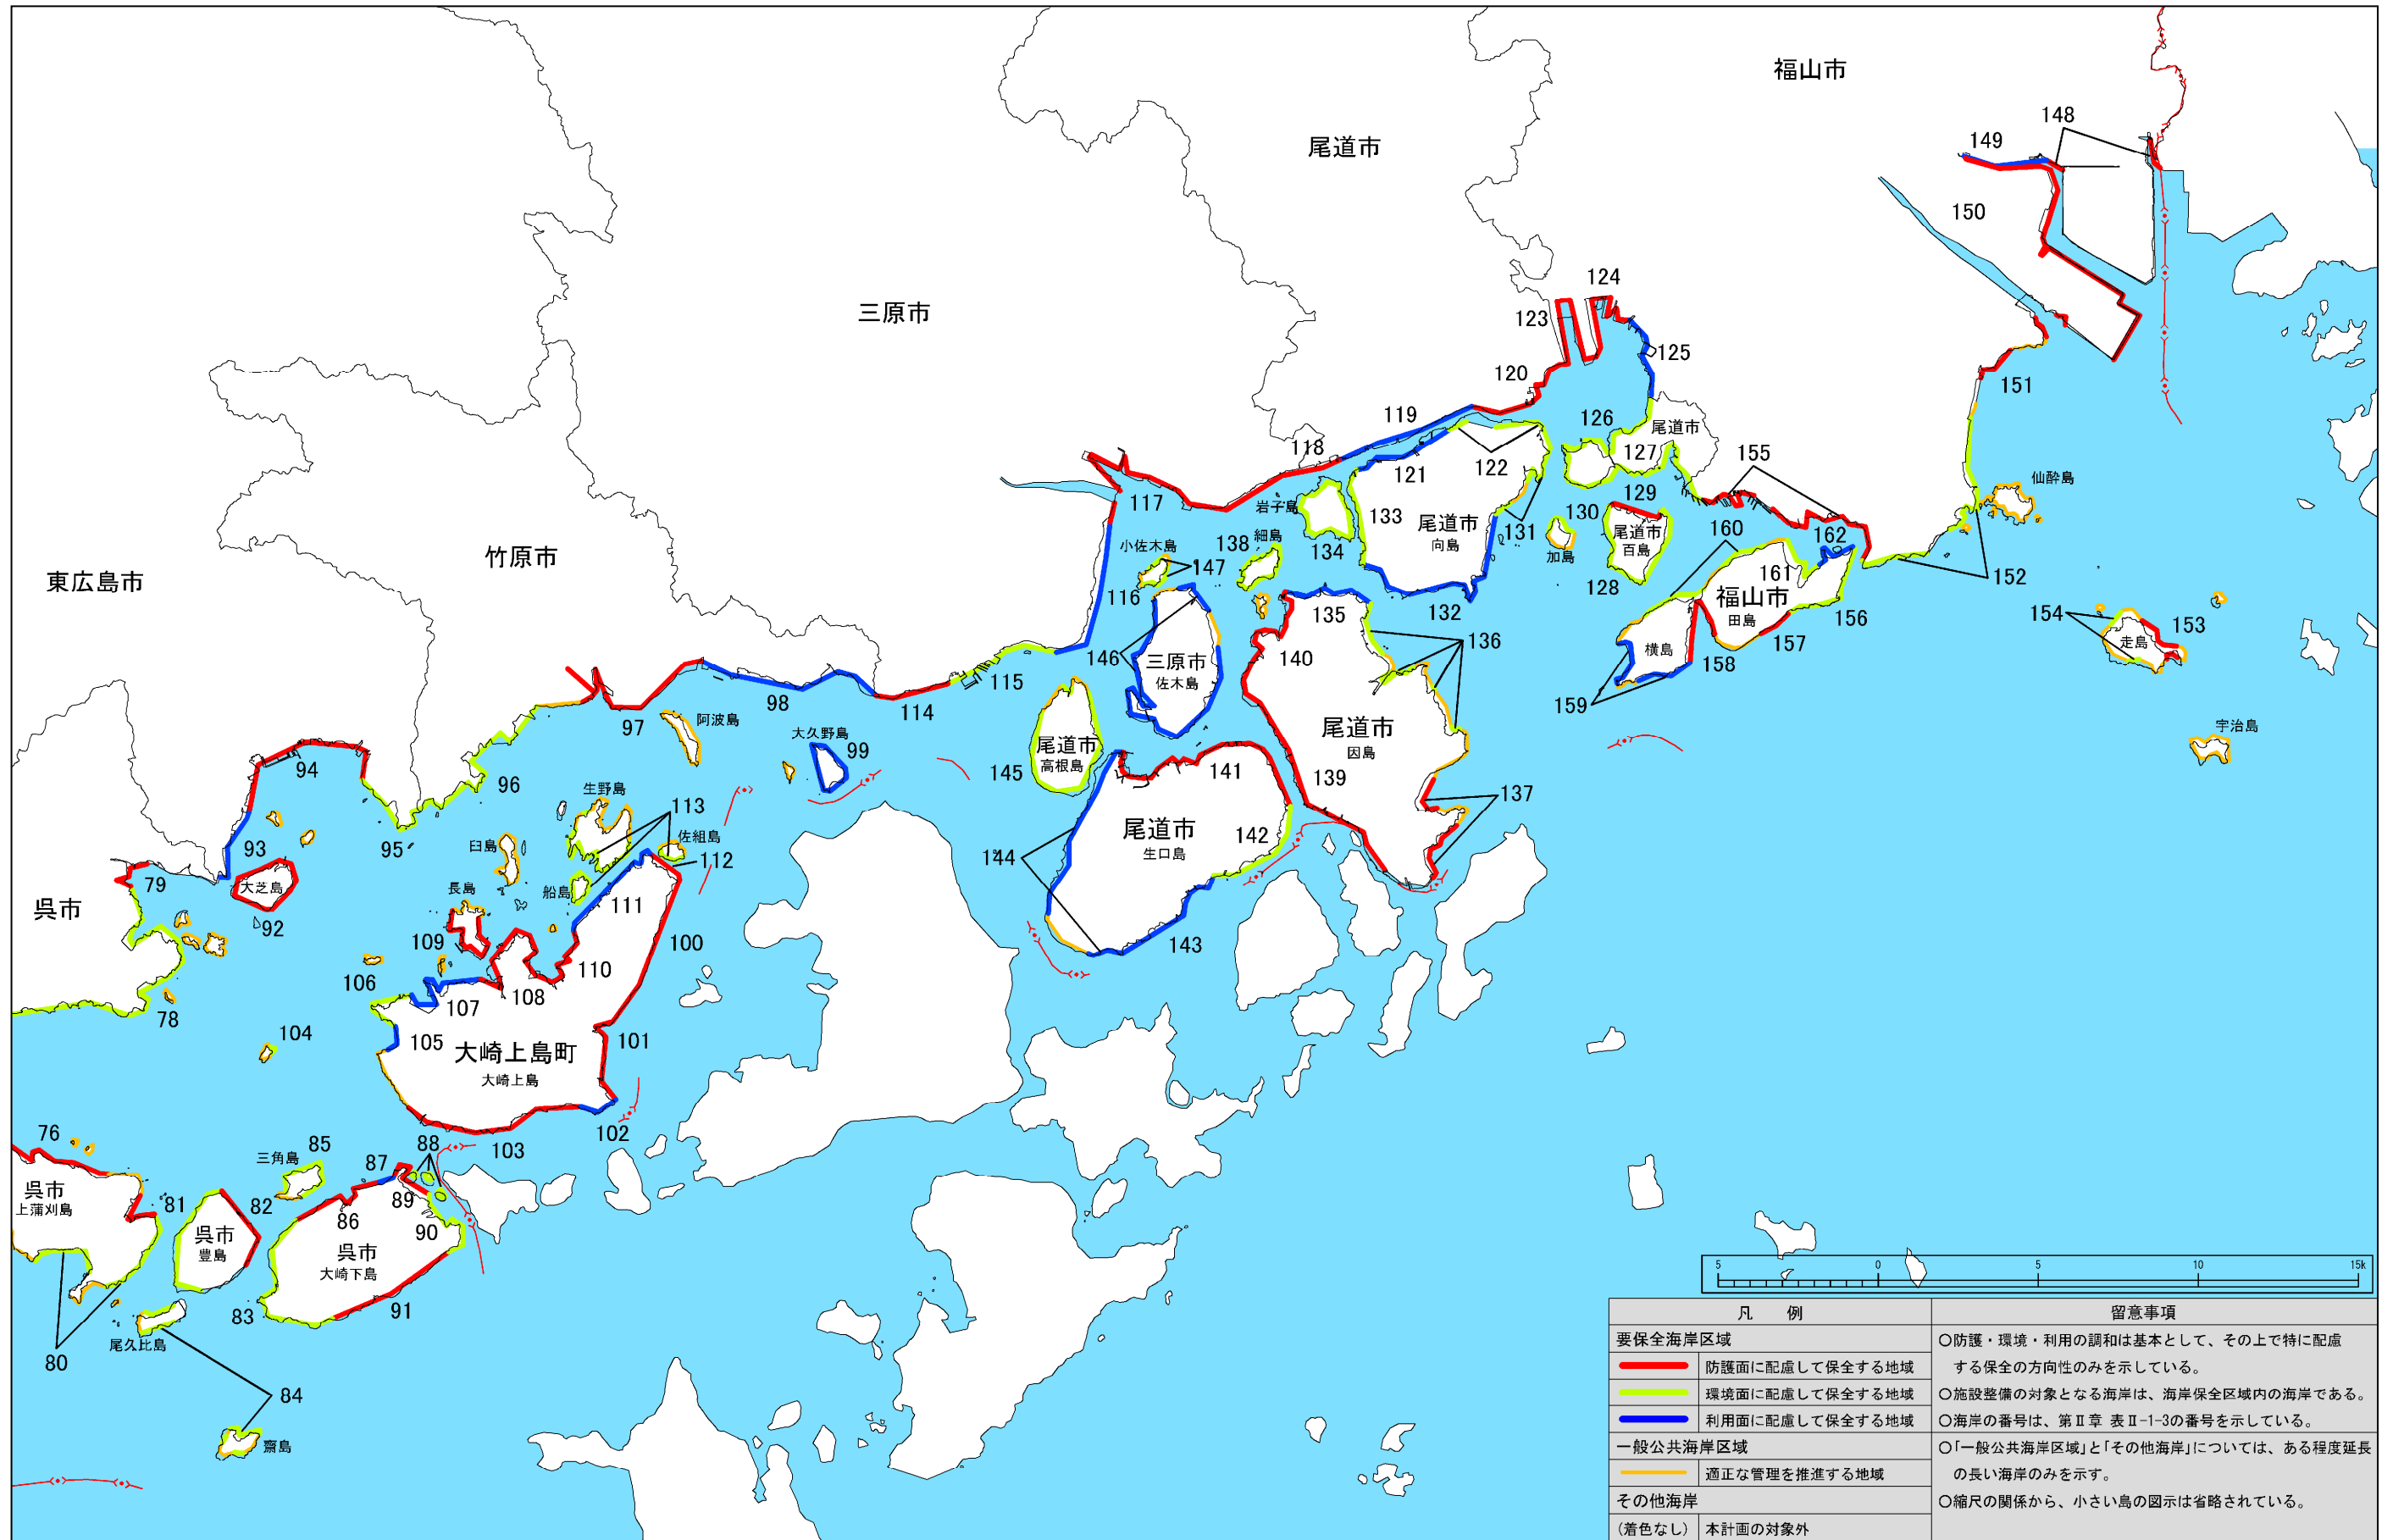 福山市
148
149
尾道市
150
124
三原市
123
125
120
151
119
126
尾道市
118
127
155
121
122
仙酔島
117
129
岩子島
130
160
133
尾道市
向島
131
尾道市
百島
162
竹原市
小佐木島
138
細島
134
加島
東広島市
147
161
152
128
福山市
田島
116
135
132
156
154
153
136
157
走島
140
146
三原市
佐木島
横島
158
115
98
114
159
97
阿波島
尾道市
因島
宇治島
大久野島
99
尾道市
高根島
94
141
145
96
139
生野島
137
113
尾道市
生口島
142
95
佐組島
93
臼島
144
112
79
大芝島
船島
長島
呉市
111
92
109
100
143
110
106
107
108
78
104
101
105
大崎上島町
大崎上島
76
102
88
103
85
三角島
87
呉市
上蒲刈島
81
82
89
86
90
呉市
豊島
呉市
大崎下島
83
91
尾久比島
80
84
齋島
5 0 5 10 15k
凡 例
要保全海岸区域
防護面に配慮して保全する地域
環境面に配慮して保全する地域
利用面に配慮して保全する地域
一般公共海岸区域
適正な管理を推進する地域
その他海岸
(着色なし) 本計画の対象外
留意事項
○防護・環境・利用の調和は基本として、その上で特に配慮
する保全の方向性のみを示している。
○施設整備の対象となる海岸は、海岸保全区域内の海岸である。
○海岸の番号は、第Ⅱ章 表Ⅱ-1-3の番号を示している。
○「一般公共海岸区域」と「その他海岸」については、ある程度延長
の長い海岸のみを示す。
○縮尺の関係から、小さい島の図示は省略されている。